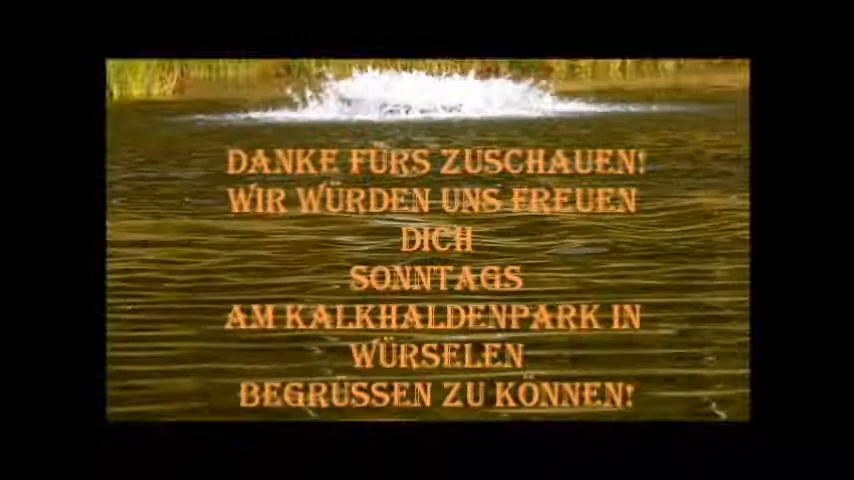 DANKE FÜRS ZUSCHAUEN!
WIR WÜRDEN UNS FREUEN
DICH
SONNTAGS
AM KALKHALDENPARK IN
WÜRSELEN
BEGRÜSSEN ZU KÖNNEN!